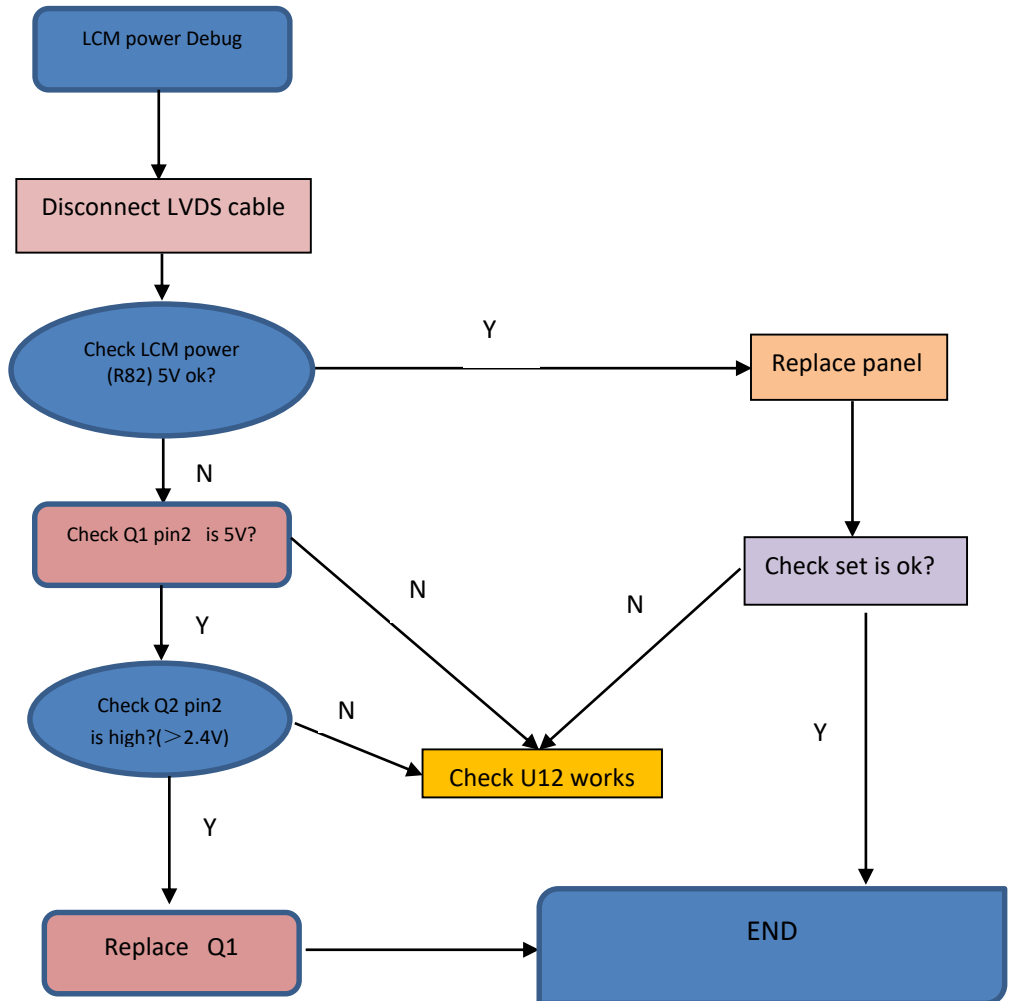 LCM power Debug
Disconnect LVDS cable
Y
Check LCM power
(R82) 5V ok?
Replace panel
N
Check Q1 pin2 is 5V?
Check set is ok?
N
N
Y
Check Q2 pin2
is high?(＞2.4V)
N
Y
Check U12 works
Y
Replace Q1
END